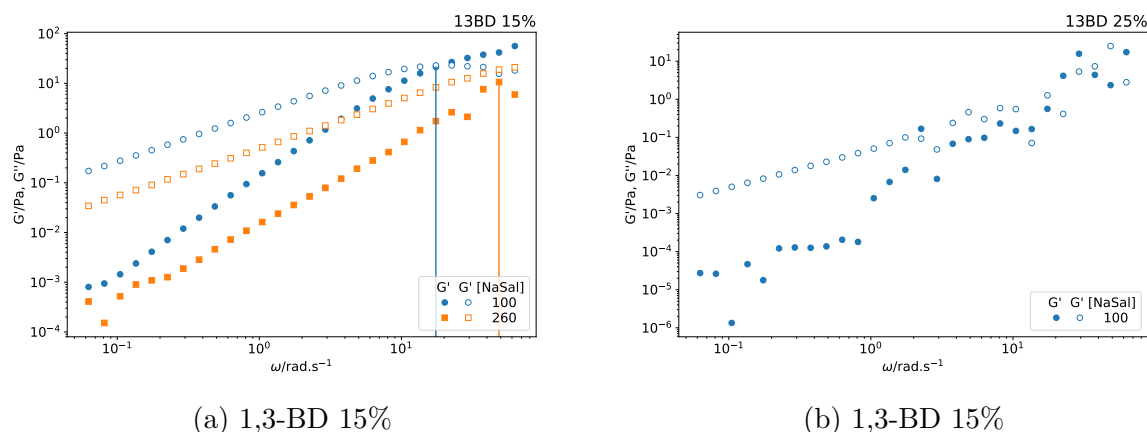 13BD 15%
G'/Pa, G''/Pa
10²
10¹
10⁰
10⁻¹
10⁻²
10⁻³
10⁻⁴
G' G' [NaSal]
100
260
10⁻¹ 10⁰ 10¹
ω/rad.s⁻¹
(a) 1,3-BD 15%
13BD 25%
G'/Pa, G''/Pa
10¹
10⁰
10⁻¹
10⁻²
10⁻³
10⁻⁴
10⁻⁵
10⁻⁶
G' G' [NaSal]
100
10⁻¹ 10⁰ 10¹
ω/rad.s⁻¹
(b) 1,3-BD 15%